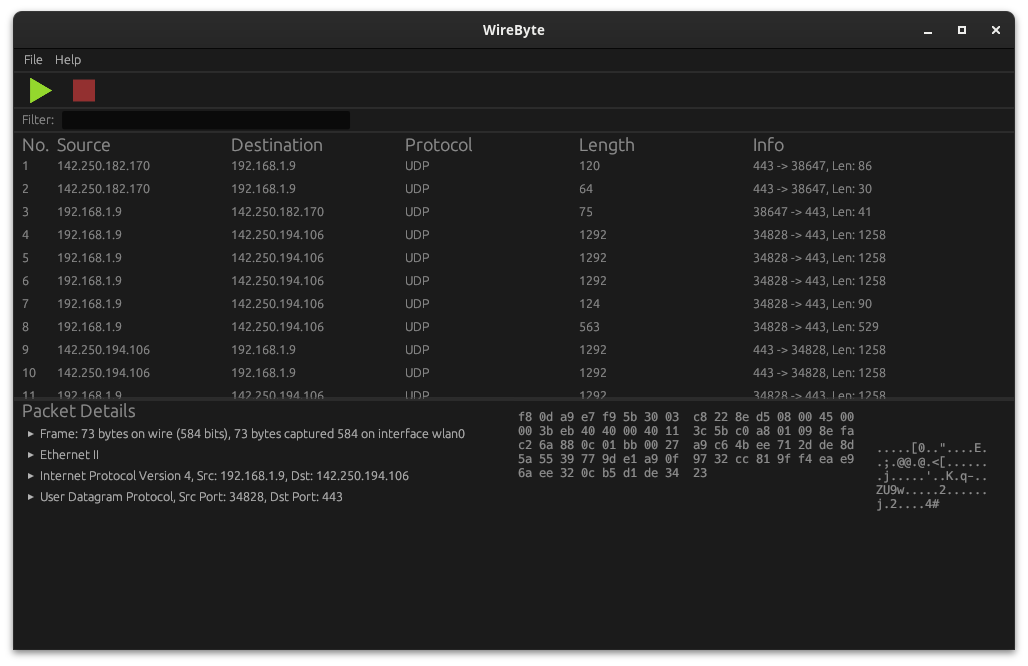 WireByte
File Help
Filter:
No. Source Destination Protocol Length Info
1 142.250.182.170 192.168.1.9 UDP 120 443 -> 38647, Len: 86
2 142.250.182.170 192.168.1.9 UDP 64 443 -> 38647, Len: 30
3 192.168.1.9 142.250.182.170 UDP 75 38647 -> 443, Len: 41
4 192.168.1.9 142.250.194.106 UDP 1292 34828 -> 443, Len: 1258
5 192.168.1.9 142.250.194.106 UDP 1292 34828 -> 443, Len: 1258
6 192.168.1.9 142.250.194.106 UDP 1292 34828 -> 443, Len: 1258
7 192.168.1.9 142.250.194.106 UDP 124 34828 -> 443, Len: 90
8 192.168.1.9 142.250.194.106 UDP 563 34828 -> 443, Len: 529
9 142.250.194.106 192.168.1.9 UDP 1292 443 -> 34828, Len: 1258
10 142.250.194.106 192.168.1.9 UDP 1292 443 -> 34828, Len: 1258
11 192.168.1.9 142.250.194.106 UDP 1292 34828 -> 443, Len: 1258
Packet Details
Frame: 73 bytes on wire (584 bits), 73 bytes captured 584 on interface wlan0
Ethernet II
Internet Protocol Version 4, Src: 192.168.1.9, Dst: 142.250.194.106
User Datagram Protocol, Src Port: 34828, Dst Port: 443
f8 0d a9 e7 f9 5b 30 03 c8 22 8e d5 08 00 45 00
00 3b eb 40 40 00 40 11 3c 5b c0 a8 01 09 8e fa
c2 6a 88 0c 01 bb 00 27 a9 c6 4b ee 71 2d de 8d
5a 55 39 77 9d e1 a9 0f 97 32 cc 81 9f f4 ea e9
6a ee 32 0c b5 d1 de 34 23
.....[0.."....E.
.;.@@.@.<[......
.j.....'..K.q-..
ZU9w.....2......
j.2....4#